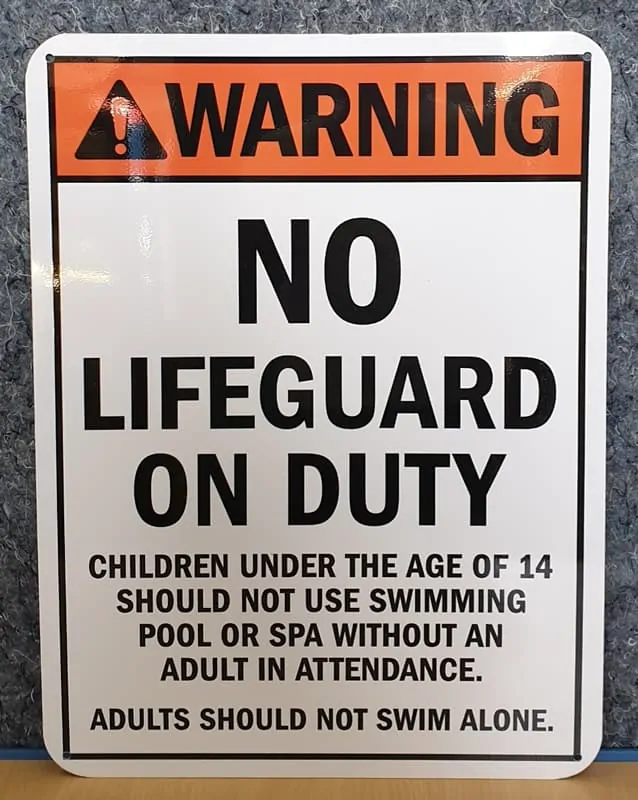 WARNING
NO
LIFEGUARD
ON DUTY
CHILDREN UNDER THE AGE OF 14
SHOULD NOT USE SWIMMING
POOL OR SPA WITHOUT AN
ADULT IN ATTENDANCE.
ADULTS SHOULD NOT SWIM ALONE.